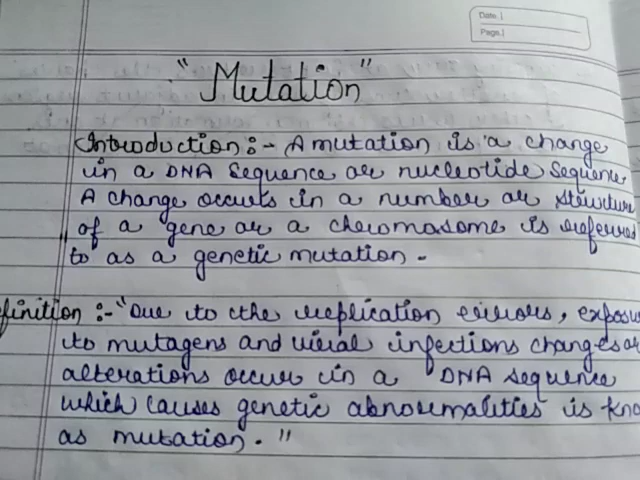 Date |
Page |
"Mutation"
Introduction :- A mutation is a change
in a DNA sequence or nucleotide sequence.
A change occurs in a number or structure
of a gene or a chromosome is referred
to as a genetic mutation.
finition :- "Due to the replication errors, exposu
to mutagens and viral infections changes or
alterations occur in a DNA sequence
which causes genetic abnormalities is kno
as mutation."